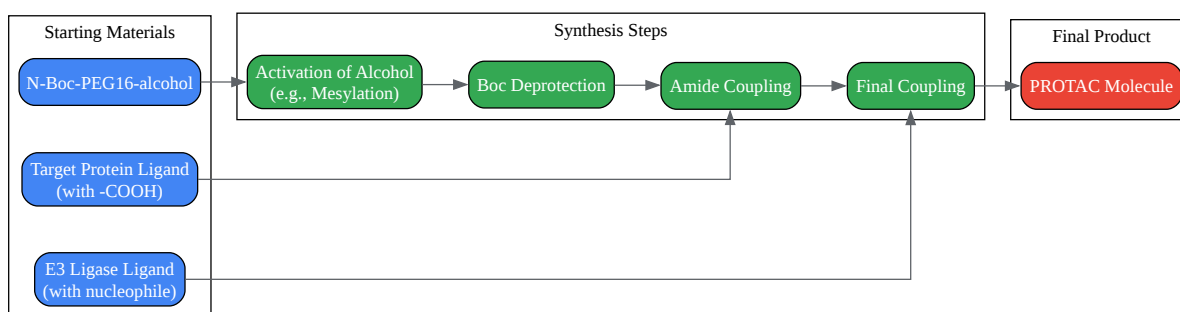 Starting Materials
N-Boc-PEG16-alcohol
Target Protein Ligand
(with -COOH)
E3 Ligase Ligand
(with nucleophile)
Synthesis Steps
Activation of Alcohol
(e.g., Mesylation)
Boc Deprotection
Amide Coupling
Final Coupling
Final Product
PROTAC Molecule